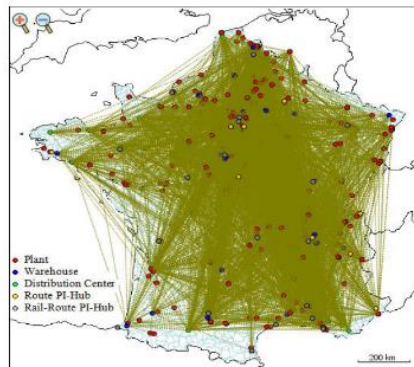 Plant
Warehouse
Distribution Center
Route PI-Hub
Rail-Route PI-Hub
200 km